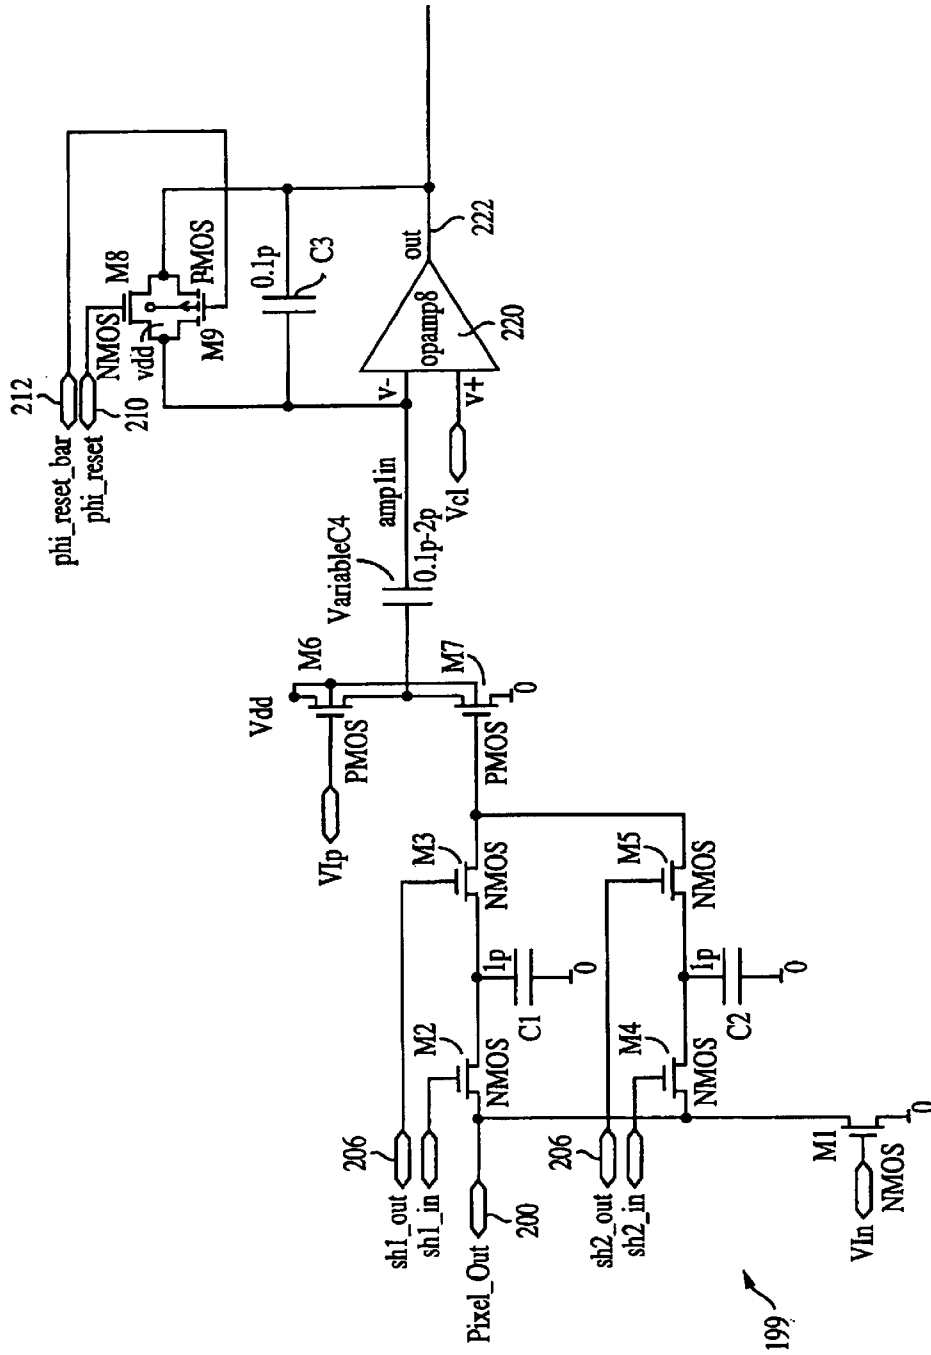 212
phi_reset_bar
phi_reset
210
NMOS
M8
vdd
PMOS
M9
0.1p
C3
out
222
opamp8
220
v-
v+
Vcl
amp1in
0.1p-2p
VariableC4
Vdd
M6
PMOS
VIp
M7
PMOS
0
206
sh1_out
sh1_in
M2
NMOS
M3
NMOS
1p
C1
0
Pixel_Out
200
206
sh2_out
sh2_in
M4
NMOS
M5
NMOS
1p
C2
0
M1
VIn
NMOS
0
199